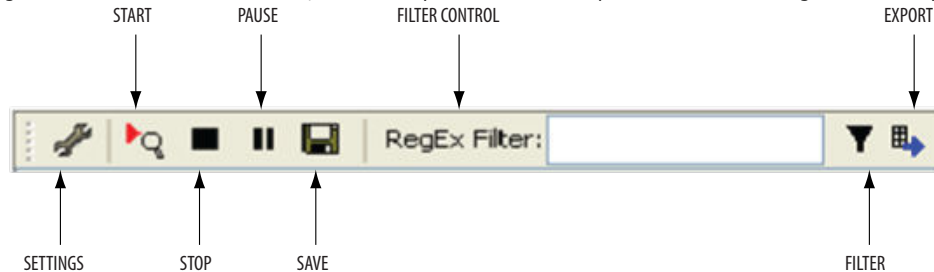 START PAUSE FILTER CONTROL EXPORT
RegEx Filter:
SETTINGS STOP SAVE FILTER